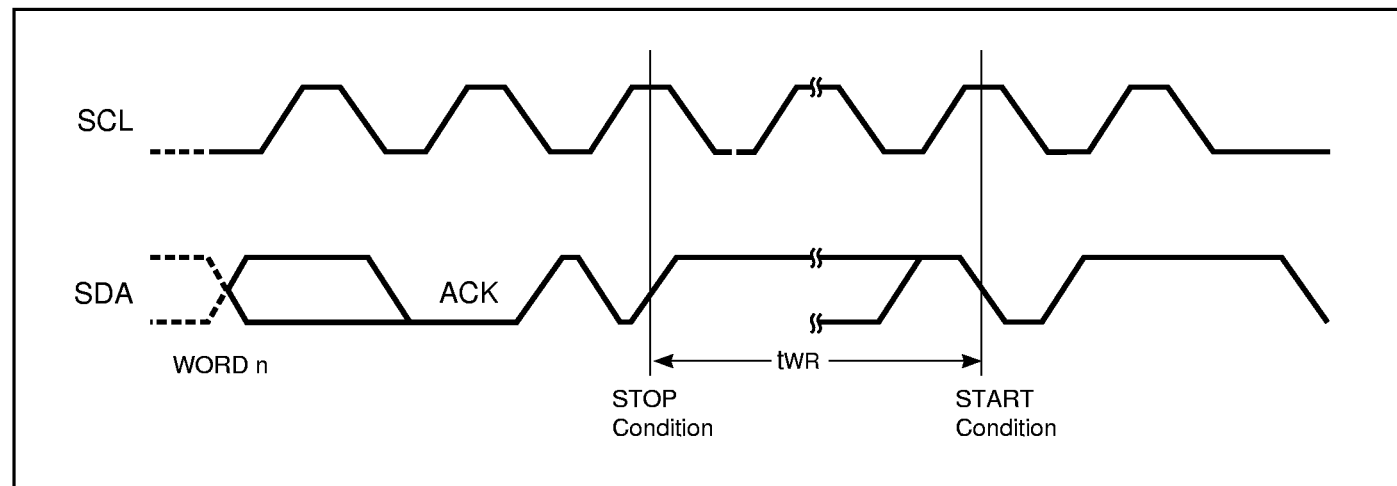 SCL
SDA
ACK
WORD n
tWR
STOP
Condition
START
Condition